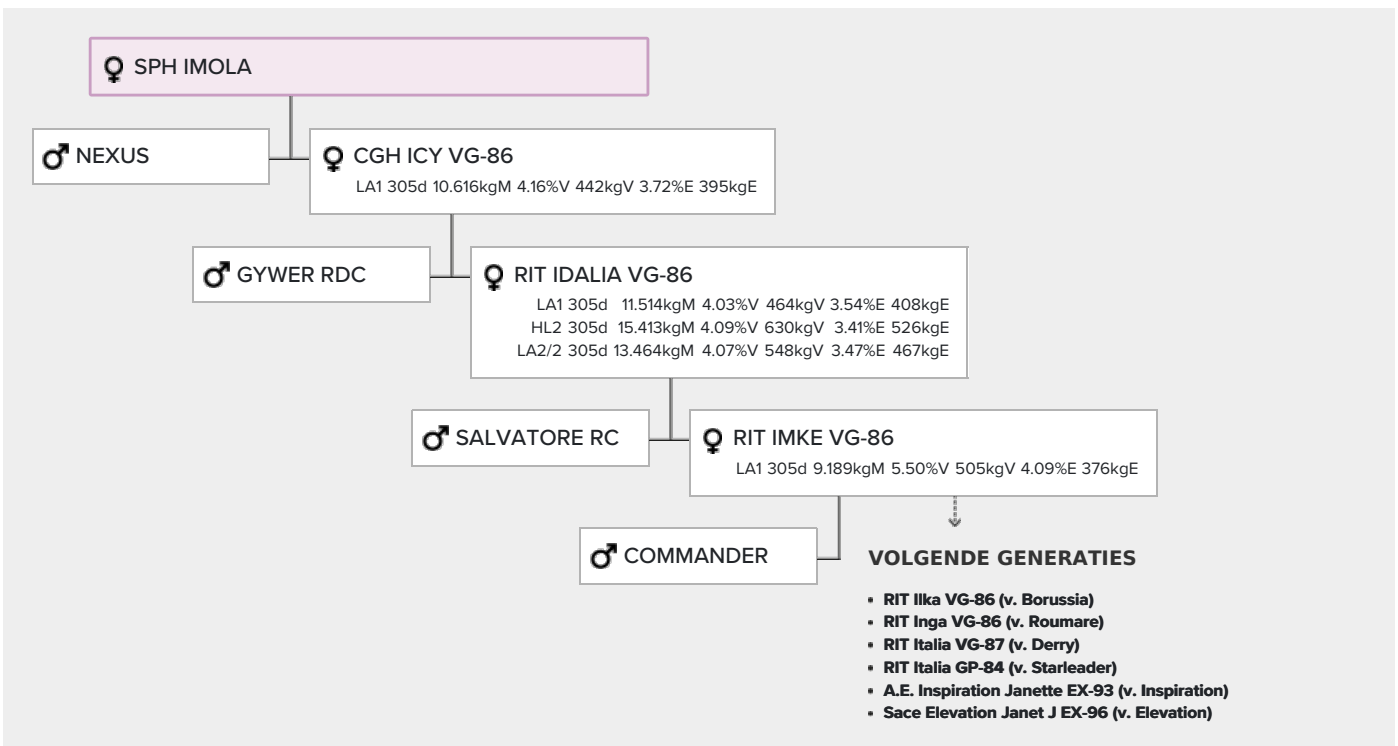 SPH IMOLA
NEXUS
CGH ICY VG-86
LA1 305d 10.616kgM 4.16%V 442kgV 3.72%E 395kgE
GYWER RDC
RIT IDALIA VG-86
LA1 305d 11.514kgM 4.03%V 464kgV 3.54%E 408kgE
HL2 305d 15.413kgM 4.09%V 630kgV 3.41%E 526kgE
LA2/2 305d 13.464kgM 4.07%V 548kgV 3.47%E 467kgE
SALVATORE RC
RIT IMKE VG-86
LA1 305d 9.189kgM 5.50%V 505kgV 4.09%E 376kgE
COMMANDER
VOLGENDE GENERATIES
• RIT Ilka VG-86 (v. Borussia)
• RIT Inga VG-86 (v. Roumare)
• RIT Italia VG-87 (v. Derry)
• RIT Italia GP-84 (v. Starleader)
• A.E. Inspiration Janette EX-93 (v. Inspiration)
• Sace Elevation Janet J EX-96 (v. Elevation)